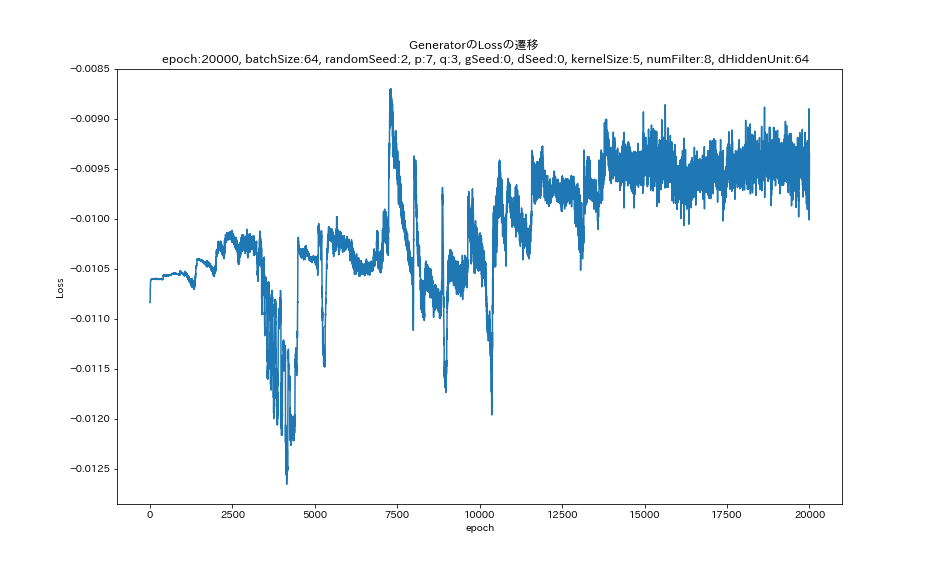 GeneratorのLossの遷移
epoch:20000, batchSize:64, randomSeed:2, p:7, q:3, gSeed:0, dSeed:0, kernelSize:5, numFilter:8, dHiddenUnit:64
−0.0085
−0.0090
−0.0095
−0.0100
−0.0105
−0.0110
−0.0115
−0.0120
−0.0125
Loss
0 2500 5000 7500 10000 12500 15000 17500 20000
epoch